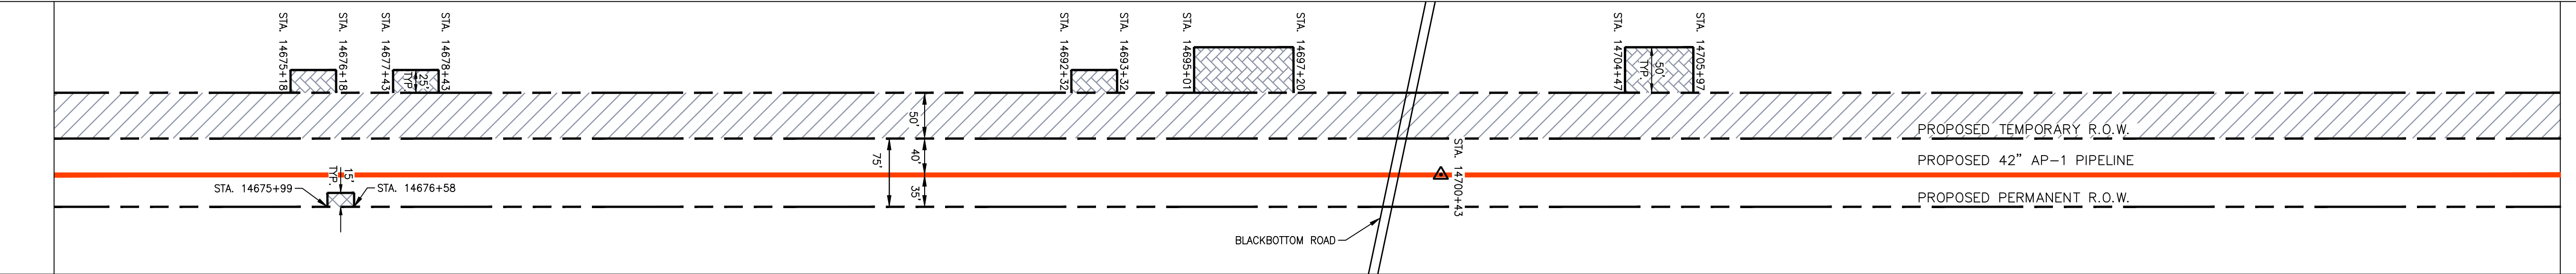 STA. 14675+18
STA. 14676+18
STA. 14677+43
STA. 14678+43
STA. 14692+32
STA. 14693+32
STA. 14695+01
STA. 14697+20
STA. 14704+47
STA. 14705+97
25'
TYP.
50'
TYP.
50'
PROPOSED TEMPORARY R.O.W.
40'
75'
STA. 14700+43
PROPOSED 42" AP-1 PIPELINE
15'
TYP.
STA. 14675+99
STA. 14676+58
35'
PROPOSED PERMANENT R.O.W.
BLACKBOTTOM ROAD